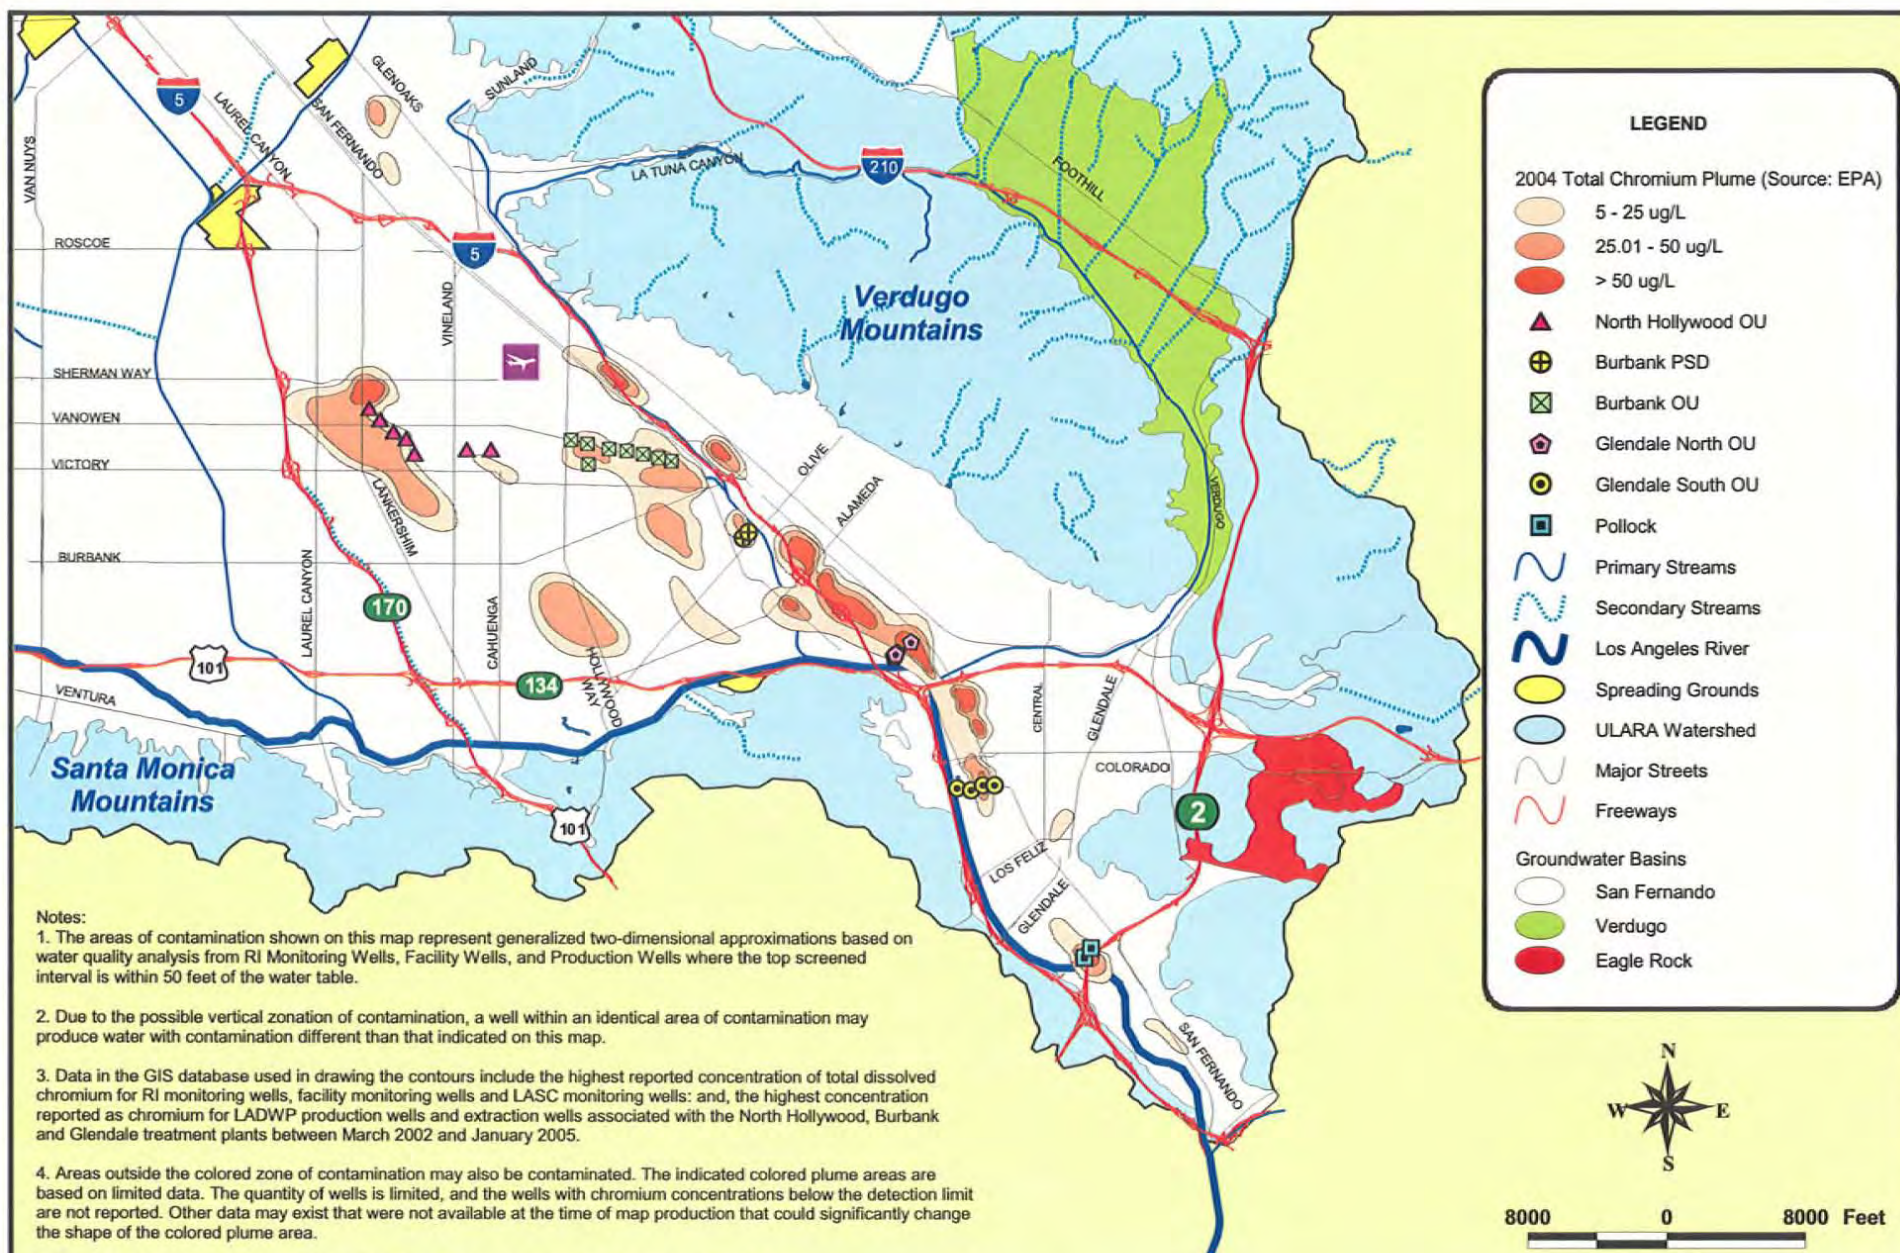 GLENOAKS
SUNLAND
5
LAUREL CANYON
SAN FERNANDO
VAN NUYS
LA TUNA CANYON
210
FOOTHILL
ROSCOE
5
VINELAND
Verdugo
Mountains
SHERMAN WAY
VANOWEN
VICTORY
OLIVE
ALAMEDA
VERDUGO
LANKERSHIM
BURBANK
LAUREL CANYON
170
CAHUENGA
101
134
HOLLYWOOD
WAY
VENTURA
CENTRAL
GLENDALE
COLORADO
Santa Monica
Mountains
2
101
LOS FELIZ
GLENDALE
SAN FERNANDO
Notes:
1. The areas of contamination shown on this map represent generalized two-dimensional approximations based on
water quality analysis from RI Monitoring Wells, Facility Wells, and Production Wells where the top screened
interval is within 50 feet of the water table.
2. Due to the possible vertical zonation of contamination, a well within an identical area of contamination may
produce water with contamination different than that indicated on this map.
3. Data in the GIS database used in drawing the contours include the highest reported concentration of total dissolved
chromium for RI monitoring wells, facility monitoring wells and LASC monitoring wells: and, the highest concentration
reported as chromium for LADWP production wells and extraction wells associated with the North Hollywood, Burbank
and Glendale treatment plants between March 2002 and January 2005.
4. Areas outside the colored zone of contamination may also be contaminated. The indicated colored plume areas are
based on limited data. The quantity of wells is limited, and the wells with chromium concentrations below the detection limit
are not reported. Other data may exist that were not available at the time of map production that could significantly change
the shape of the colored plume area.
LEGEND
2004 Total Chromium Plume (Source: EPA)
5 - 25 ug/L
25.01 - 50 ug/L
> 50 ug/L
North Hollywood OU
Burbank PSD
Burbank OU
Glendale North OU
Glendale South OU
Pollock
Primary Streams
Secondary Streams
Los Angeles River
Spreading Grounds
ULARA Watershed
Major Streets
Freeways
Groundwater Basins
San Fernando
Verdugo
Eagle Rock
N
W E
S
8000 0 8000 Feet